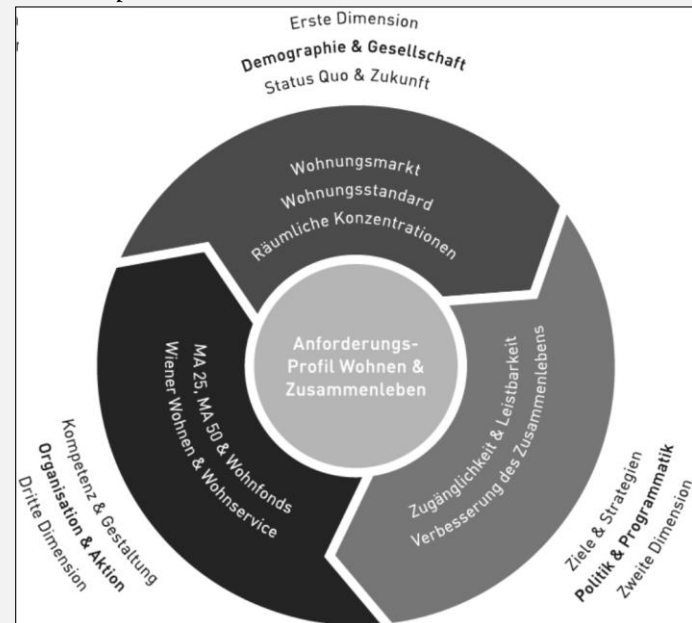 Erste Dimension
Demographie & Gesellschaft
Status Quo & Zukunft
Wohnungsmarkt
Wohnungsstandard
Räumliche Konzentrationen
Anforderungs-
Profil Wohnen &
Zusammenleben
Zugänglichkeit & Leistbarkeit
Verbesserung des Zusammenlebens
Ziele & Strategien
Politik & Programmatik
Zweite Dimension
MA 25, MA 50 & Wohnfonds
Wiener Wohnen & Wohnservice
Kompetenz & Gestaltung
Organisation & Aktion
Dritte Dimension